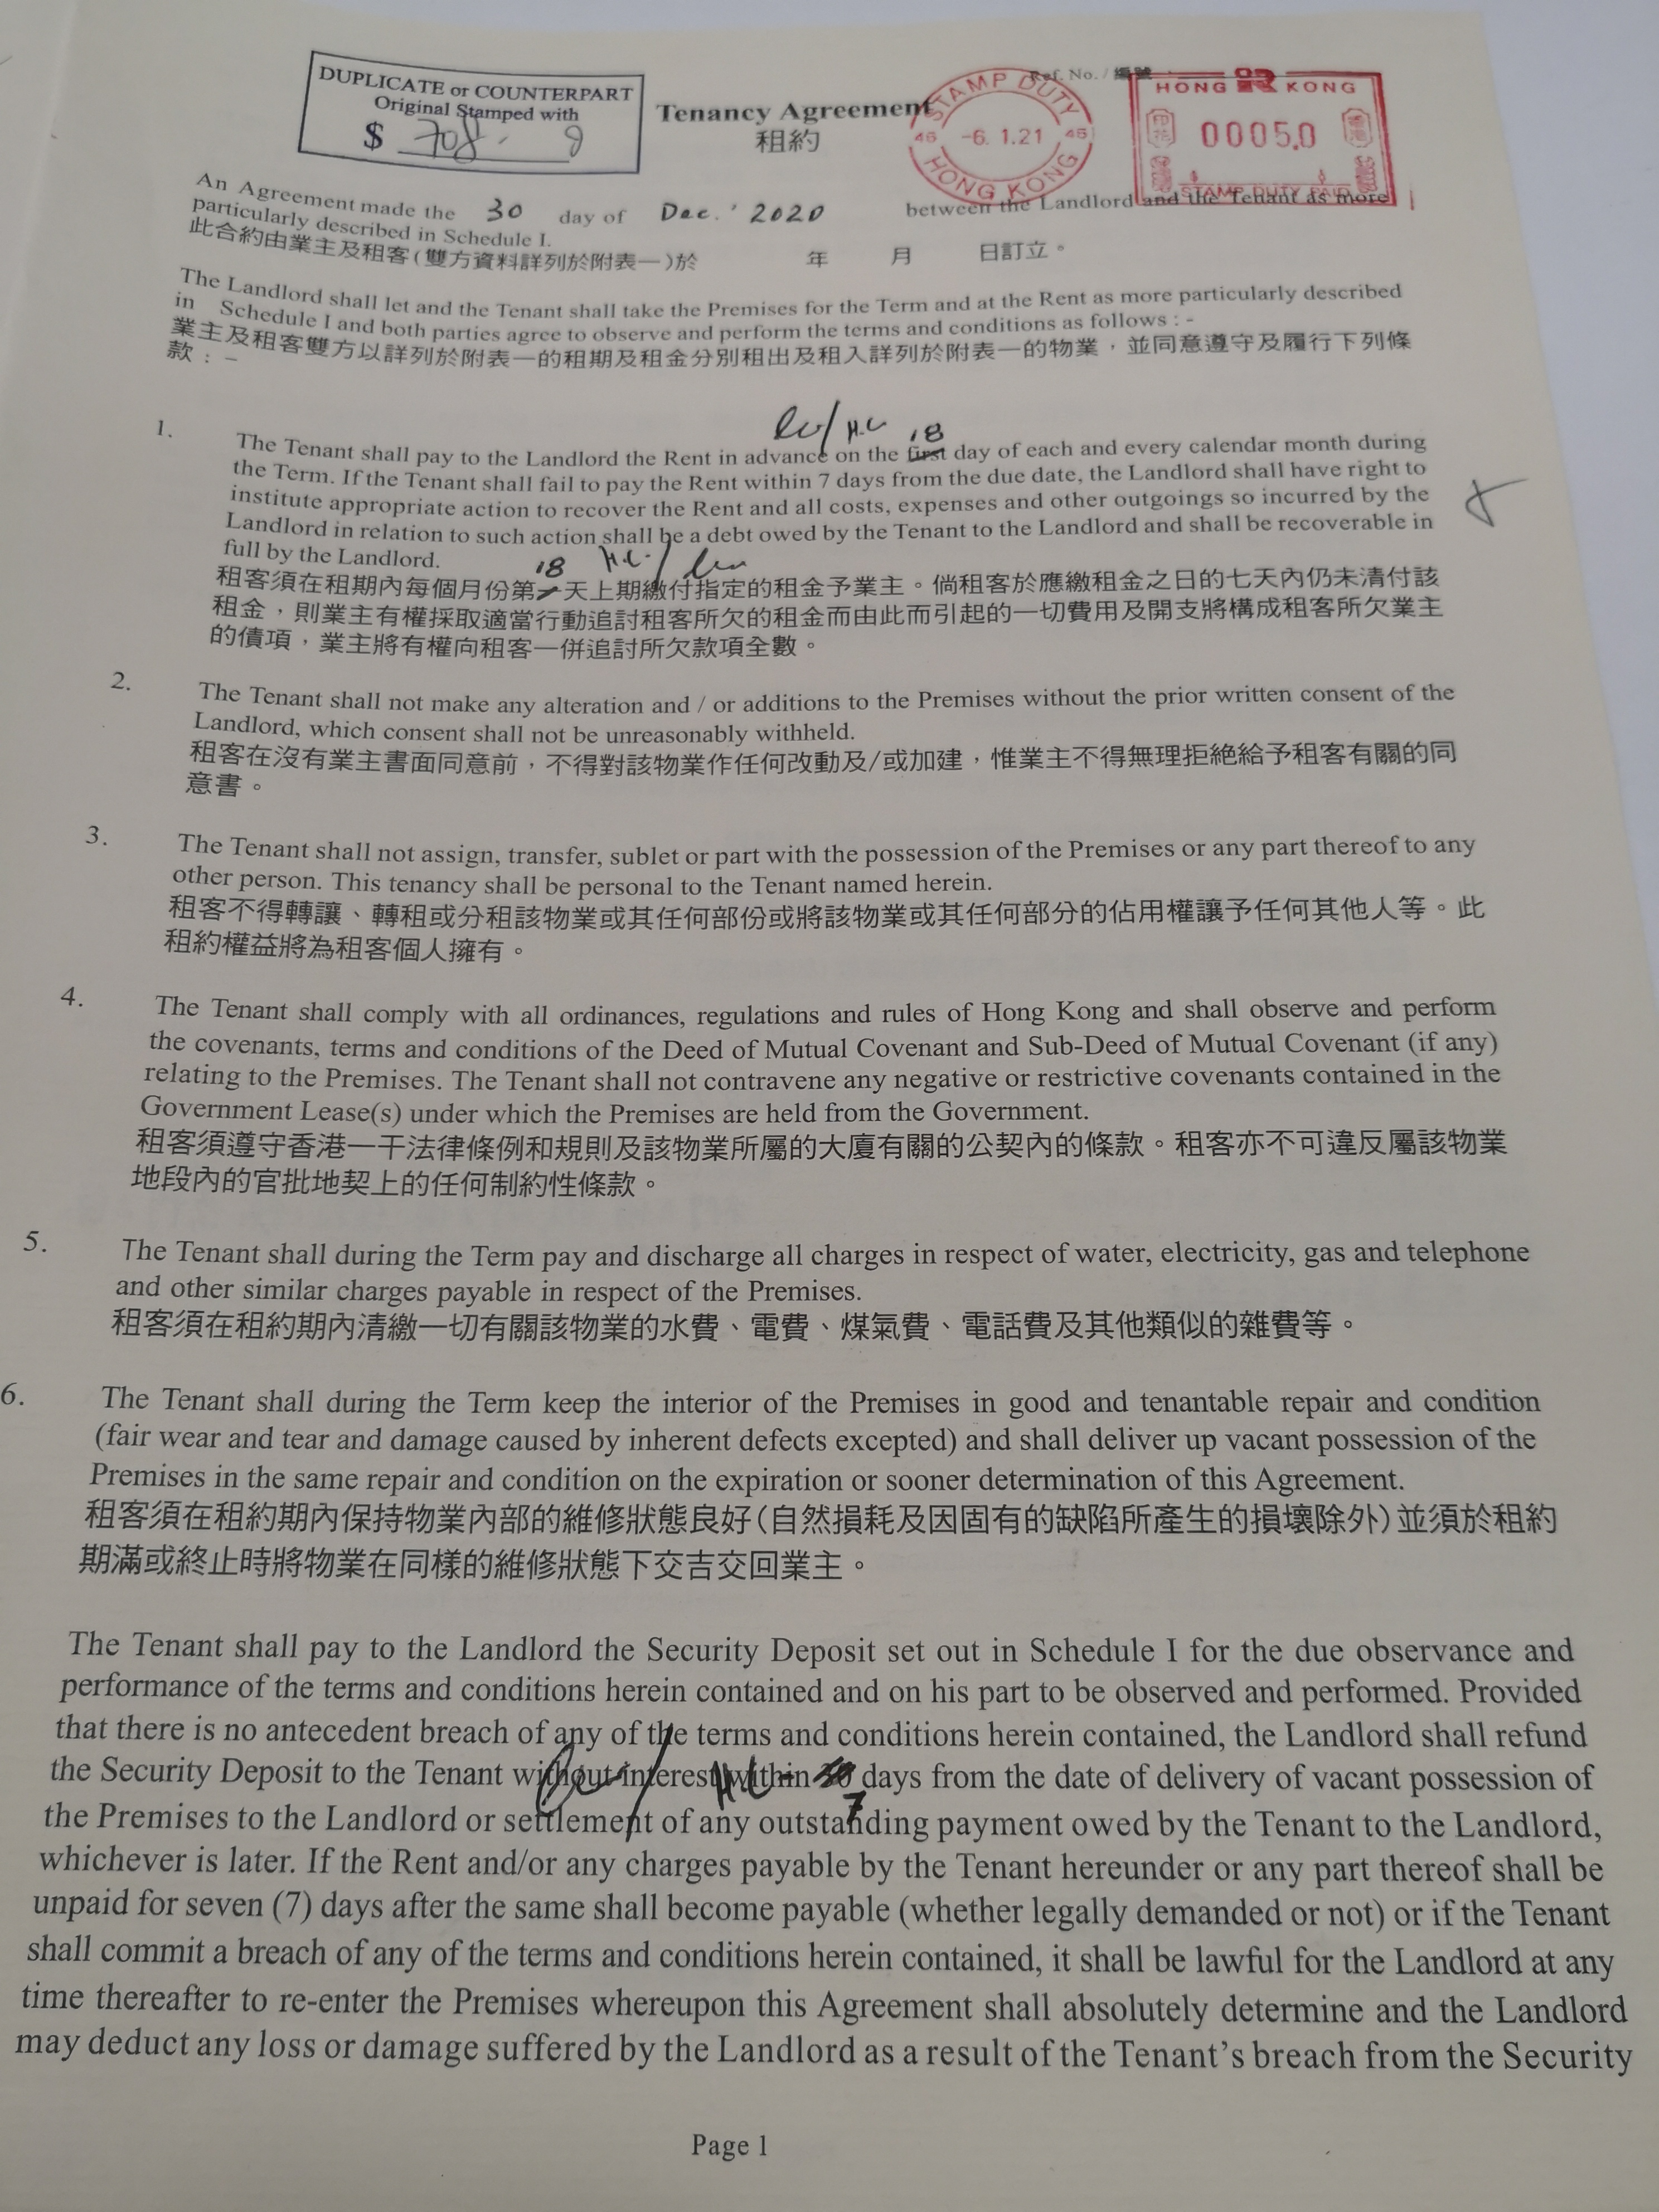 DUPLICATE or COUNTERPART
Original Stamped with
$ 708.
Tenancy Agreement
租約
Ref. No. / 編號
STAMP DUTY
46 -6. 1.21 46
HONG KONG
HONG KONG
印花 00050 香港
STAMP DUTY PAID
An Agreement made the 30 day of Dec.' 2020 between the Landlord and the Tenant as more
particularly described in Schedule I.
此合約由業主及租客(雙方資料詳列於附表一)於 年 月 日訂立。
The Landlord shall let and the Tenant shall take the Premises for the Term and at the Rent as more particularly described
in Schedule I and both parties agree to observe and perform the terms and conditions as follows : -
業主及租客雙方以詳列於附表一的租期及租金分別租出及租入詳列於附表一的物業，並同意遵守及履行下列條
款：–
H.C 18
1. The Tenant shall pay to the Landlord the Rent in advance on the first day of each and every calendar month during
the Term. If the Tenant shall fail to pay the Rent within 7 days from the due date, the Landlord shall have right to
institute appropriate action to recover the Rent and all costs, expenses and other outgoings so incurred by the
Landlord in relation to such action shall be a debt owed by the Tenant to the Landlord and shall be recoverable in
full by the Landlord.
18 H.C.
租客須在租期內每個月份第一天上期繳付指定的租金予業主。倘租客於應繳租金之日的七天內仍未清付該
租金，則業主有權採取適當行動追討租客所欠的租金而由此而引起的一切費用及開支將構成租客所欠業主
的債項，業主將有權向租客一併追討所欠款項全數。
2. The Tenant shall not make any alteration and / or additions to the Premises without the prior written consent of the
Landlord, which consent shall not be unreasonably withheld.
租客在沒有業主書面同意前，不得對該物業作任何改動及/或加建，惟業主不得無理拒絕給予租客有關的同
意書。
3. The Tenant shall not assign, transfer, sublet or part with the possession of the Premises or any part thereof to any
other person. This tenancy shall be personal to the Tenant named herein.
租客不得轉讓、轉租或分租該物業或其任何部份或將該物業或其任何部分的佔用權讓予任何其他人等。此
租約權益將為租客個人擁有。
4. The Tenant shall comply with all ordinances, regulations and rules of Hong Kong and shall observe and perform
the covenants, terms and conditions of the Deed of Mutual Covenant and Sub-Deed of Mutual Covenant (if any)
relating to the Premises. The Tenant shall not contravene any negative or restrictive covenants contained in the
Government Lease(s) under which the Premises are held from the Government.
租客須遵守香港一干法律條例和規則及該物業所屬的大廈有關的公契內的條款。租客亦不可違反屬該物業
地段內的官批地契上的任何制約性條款。
5. The Tenant shall during the Term pay and discharge all charges in respect of water, electricity, gas and telephone
and other similar charges payable in respect of the Premises.
租客須在租約期內清繳一切有關該物業的水費、電費、煤氣費、電話費及其他類似的雜費等。
6. The Tenant shall during the Term keep the interior of the Premises in good and tenantable repair and condition
(fair wear and tear and damage caused by inherent defects excepted) and shall deliver up vacant possession of the
Premises in the same repair and condition on the expiration or sooner determination of this Agreement.
租客須在租約期內保持物業內部的維修狀態良好(自然損耗及因固有的缺陷所產生的損壞除外)並須於租約
期滿或終止時將物業在同樣的維修狀態下交吉交回業主。
The Tenant shall pay to the Landlord the Security Deposit set out in Schedule I for the due observance and
performance of the terms and conditions herein contained and on his part to be observed and performed. Provided
that there is no antecedent breach of any of the terms and conditions herein contained, the Landlord shall refund
the Security Deposit to the Tenant without interest within 30 days from the date of delivery of vacant possession of
H.C 7
the Premises to the Landlord or settlement of any outstanding payment owed by the Tenant to the Landlord,
whichever is later. If the Rent and/or any charges payable by the Tenant hereunder or any part thereof shall be
unpaid for seven (7) days after the same shall become payable (whether legally demanded or not) or if the Tenant
shall commit a breach of any of the terms and conditions herein contained, it shall be lawful for the Landlord at any
time thereafter to re-enter the Premises whereupon this Agreement shall absolutely determine and the Landlord
may deduct any loss or damage suffered by the Landlord as a result of the Tenant's breach from the Security
Page 1